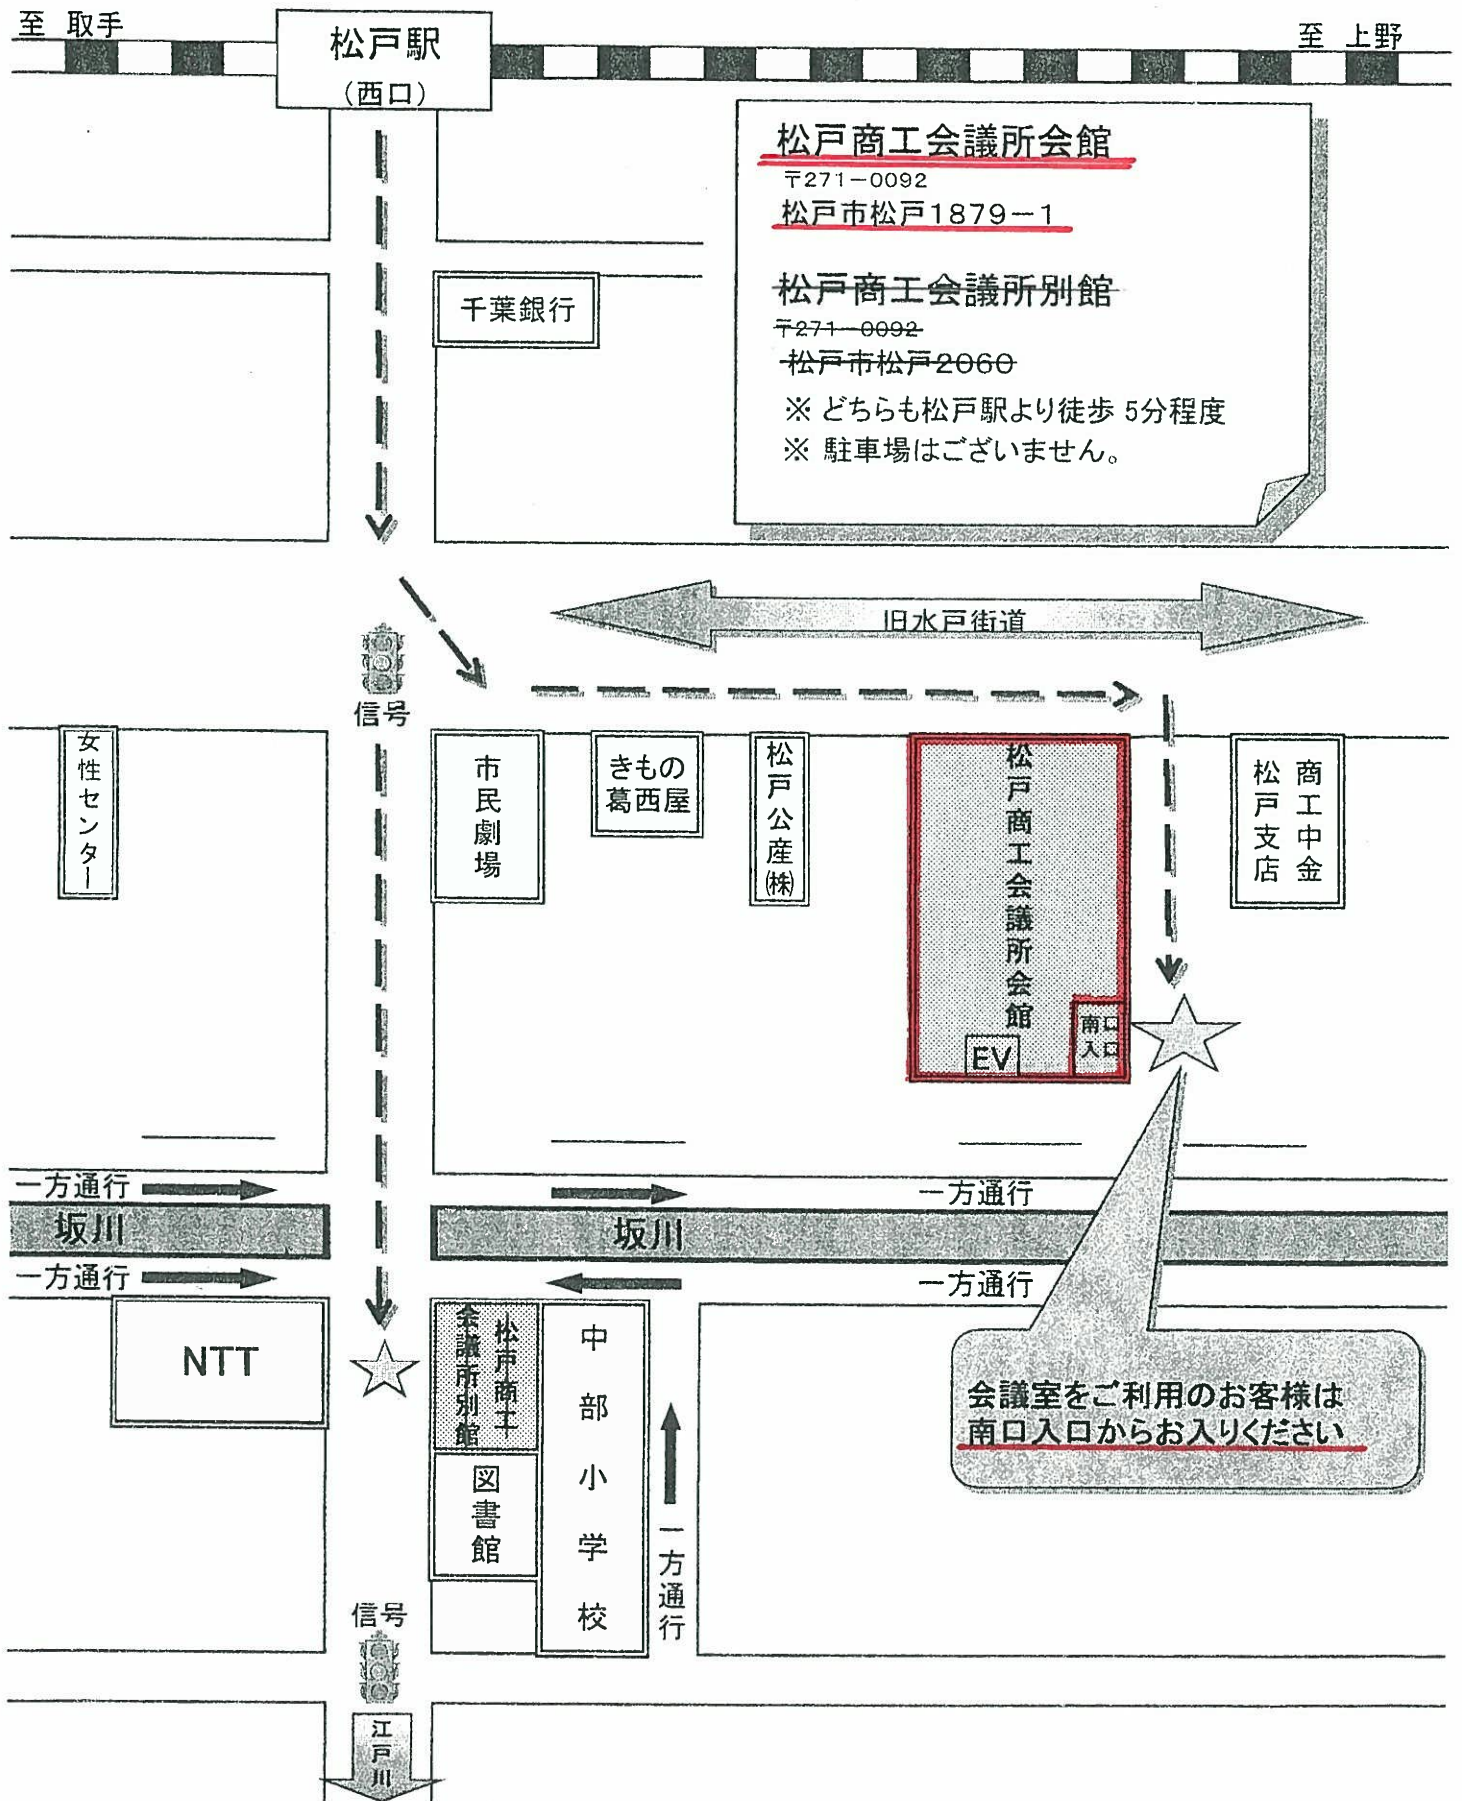 至 取手
松戸駅
(西口)
至 上野
松戸商工会議所会館
〒271-0092
松戸市松戸1879-1
松戸商工会議所別館
〒271-0092
松戸市松戸2060
※ どちらも松戸駅より徒歩 5分程度
※ 駐車場はございません。
千葉銀行
旧水戸街道
信号
女性センター
市民劇場
きもの
葛西屋
松戸公産㈱
松戸商工会議所会館
EV
南口
入口
商工中金
松戸支店
一方通行
一方通行
坂川
坂川
一方通行
一方通行
NTT
松戸商工
会議所別館
図書館
中部小学校
一方通行
会議室をご利用のお客様は
南口入口からお入りください
信号
江戸川